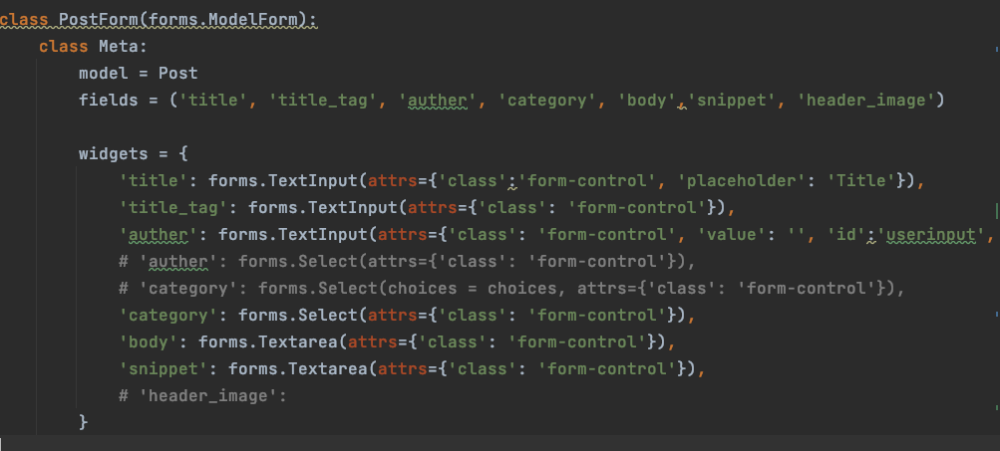 class PostForm(forms.ModelForm):
    class Meta:
        model = Post
        fields = ('title', 'title_tag', 'auther', 'category', 'body','snippet', 'header_image')
        widgets = {
            'title': forms.TextInput(attrs={'class':'form-control', 'placeholder': 'Title'}),
            'title_tag': forms.TextInput(attrs={'class': 'form-control'}),
            'auther': forms.TextInput(attrs={'class': 'form-control', 'value': '', 'id':'userinput',
            # 'auther': forms.Select(attrs={'class': 'form-control'}),
            # 'category': forms.Select(choices = choices, attrs={'class': 'form-control'}),
            'category': forms.Select(attrs={'class': 'form-control'}),
            'body': forms.Textarea(attrs={'class': 'form-control'}),
            'snippet': forms.Textarea(attrs={'class': 'form-control'}),
            # 'header_image':
        }